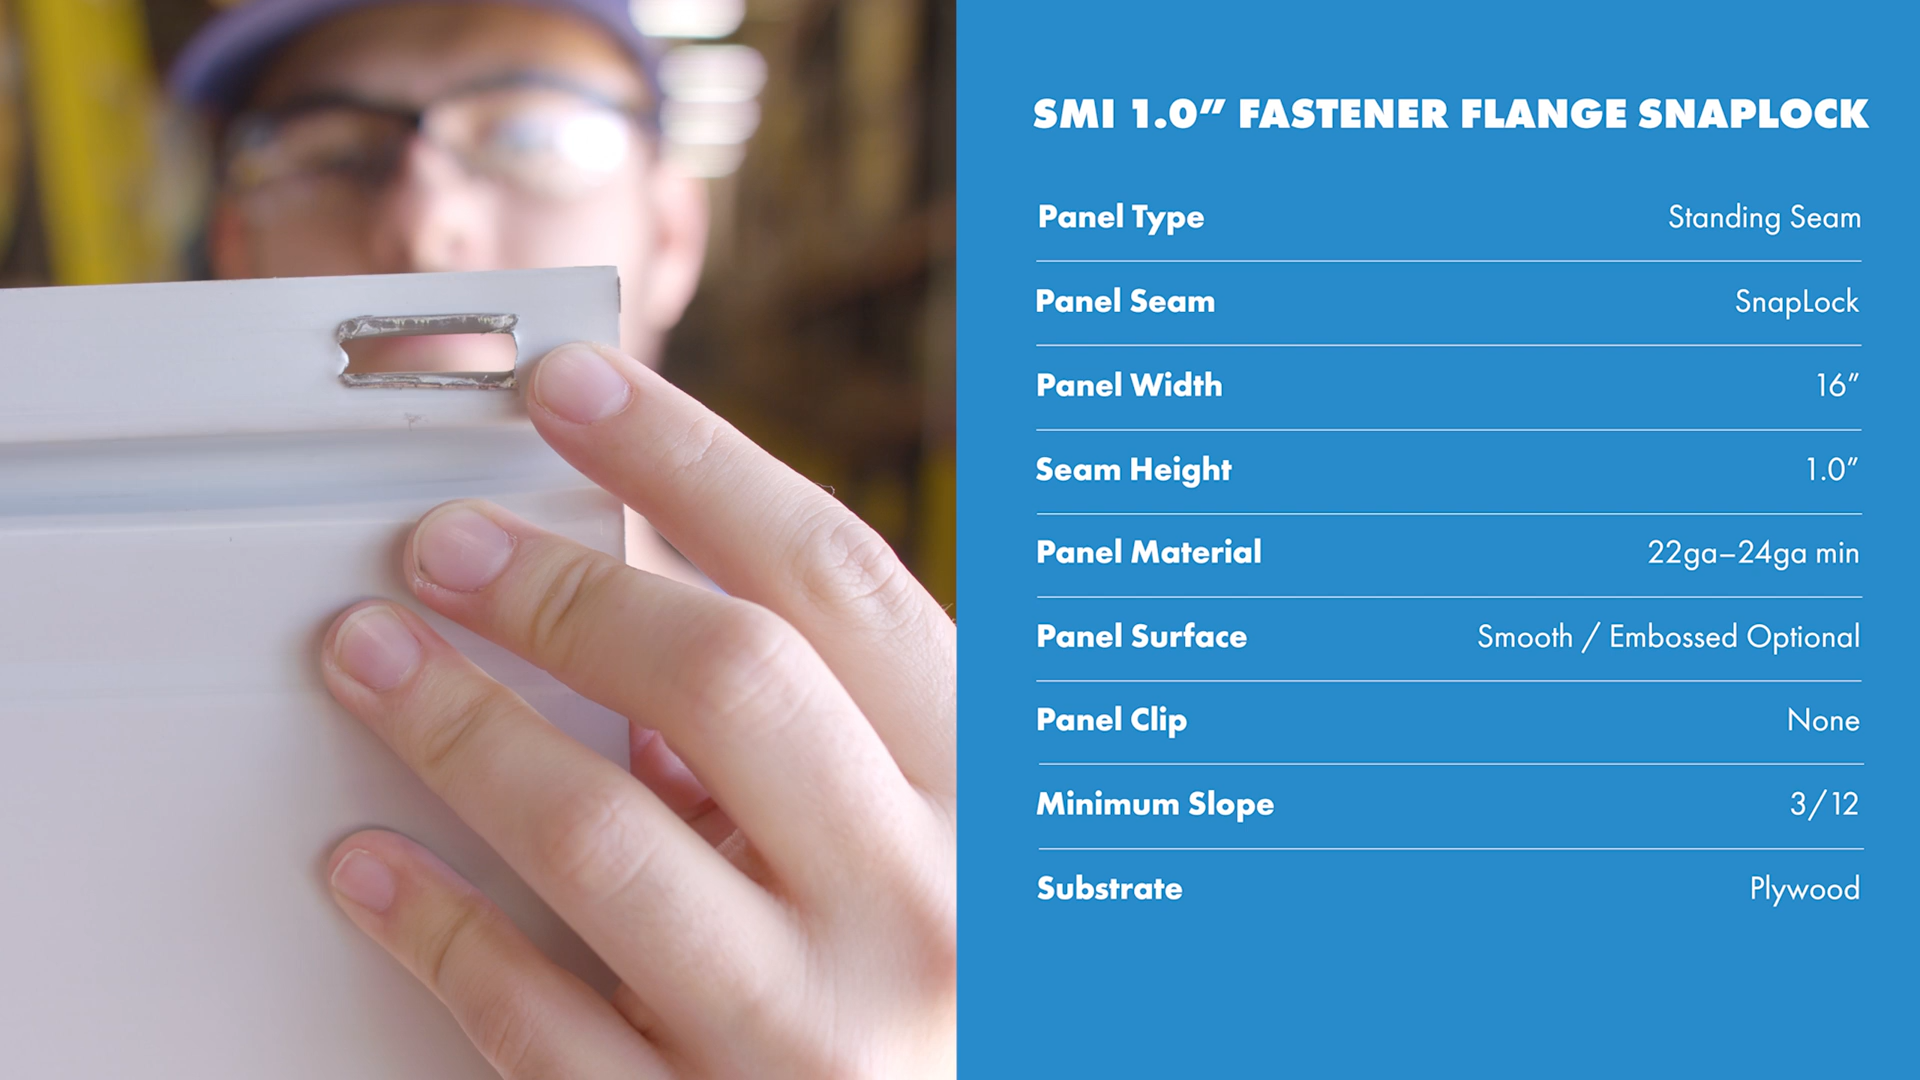 SMI 1.0” FASTENER FLANGE SNAPLOCK
Panel Type Standing Seam
Panel Seam SnapLock
Panel Width 16”
Seam Height 1.0”
Panel Material 22ga–24ga min
Panel Surface Smooth / Embossed Optional
Panel Clip None
Minimum Slope 3/12
Substrate Plywood